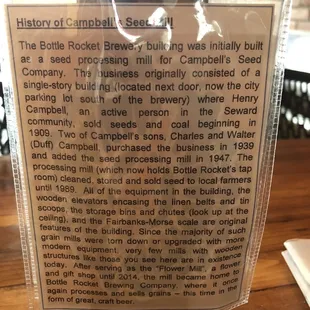 History of Campbell's Seed Mill
The Bottle Rocket Brewery building was initially built
as a seed processing mill for Campbell's Seed
Company. This business originally consisted of a
single-story building (located next door, now the city
parking lot south of the brewery) where Henry
Campbell, an active person in the Seward
community, sold seeds and coal beginning in
1909. Two of Campbell's sons, Charles and Walter
(Duff) Campbell, purchased the business in 1939
and added the seed processing mill in 1947. The
processing mill (which now holds Bottle Rocket's tap
room) cleaned, stored and sold seed to local farmers
until 1989. All of the equipment in the building, the
wooden elevators encasing the linen belts and tin
scoops, the storage bins and chutes (look up at the
ceiling), and the Fairbanks-Morse scale are original
features of the building. Since the majority of such
grain mills were torn down or upgraded with more
modern equipment, very few mills with wooden
structures like those you see here are in existence
today. After serving as the "Flower Mill", a flower
and gift shop until 2014, the mill became home to
Bottle Rocket Brewing Company, where it once
again processes and sells grains – this time in the
form of great, craft beer.